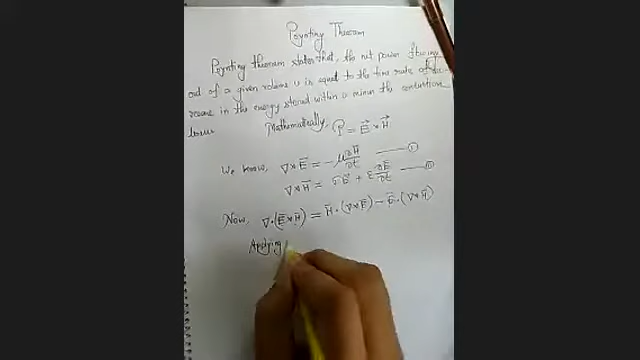 Poynting Theoram
Poynting theoram states that, the net power flowing
out of a given volume v is equal to the time rate of de-
crease in the energy stored within v minus the conduction
losses
Mathematically, P = E⃗ × H⃗
We know, ∇×E̅ = -μ ∂H̅/∂t —— ①
∇×H̅ = σE̅ + ε ∂E̅/∂t —— ②
Now, ∇·(E̅×H̅) = H̅·(∇×E̅) - E̅·(∇×H̅)
Applying